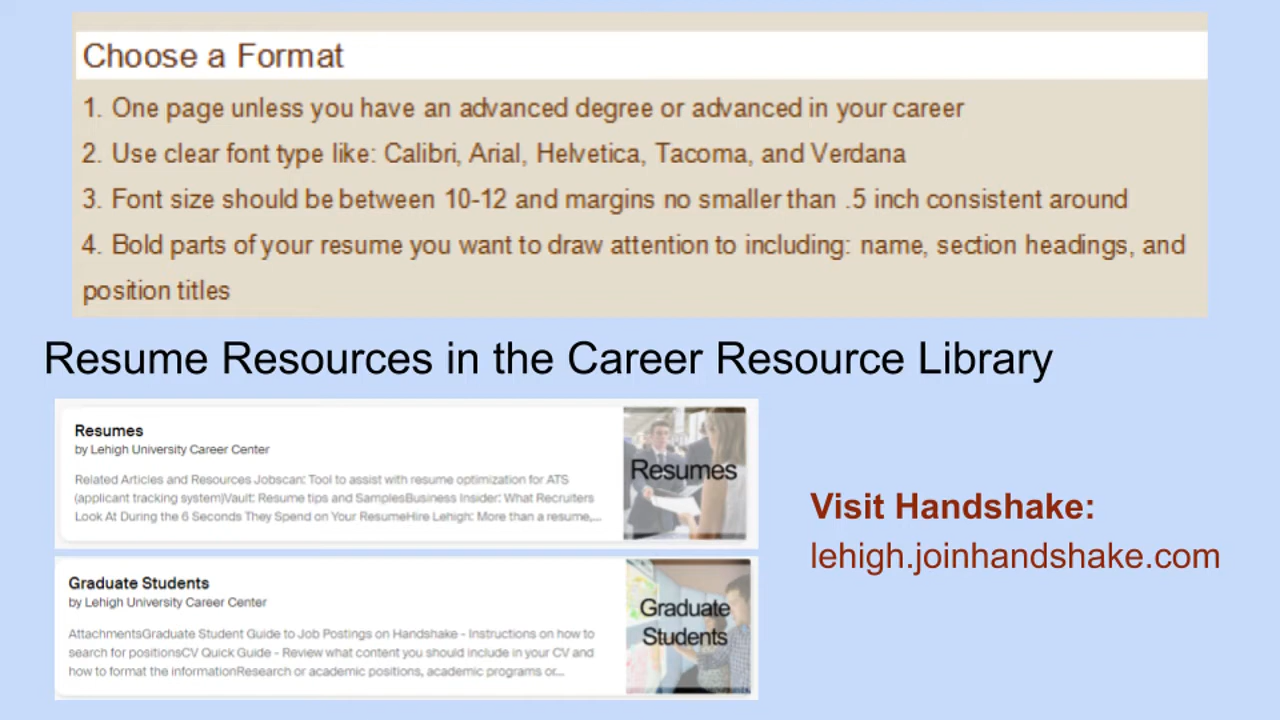 Choose a Format
1. One page unless you have an advanced degree or advanced in your career
2. Use clear font type like: Calibri, Arial, Helvetica, Tacoma, and Verdana
3. Font size should be between 10-12 and margins no smaller than .5 inch consistent around
4. Bold parts of your resume you want to draw attention to including: name, section headings, and
position titles
Resume Resources in the Career Resource Library
Resumes
by Lehigh University Career Center
Related Articles and Resources Jobscan: Tool to assist with resume optimization for ATS
(applicant tracking system)Vault: Resume tips and SamplesBusiness Insider: What Recruiters
Look At During the 6 Seconds They Spend on Your ResumeHire Lehigh: More than a resume,...
Resumes
Graduate Students
by Lehigh University Career Center
AttachmentsGraduate Student Guide to Job Postings on Handshake - Instructions on how to
search for positionsCV Quick Guide - Review what content you should include in your CV and
how to format the informationResearch or academic positions, academic programs or...
Graduate
Students
Visit Handshake:
lehigh.joinhandshake.com